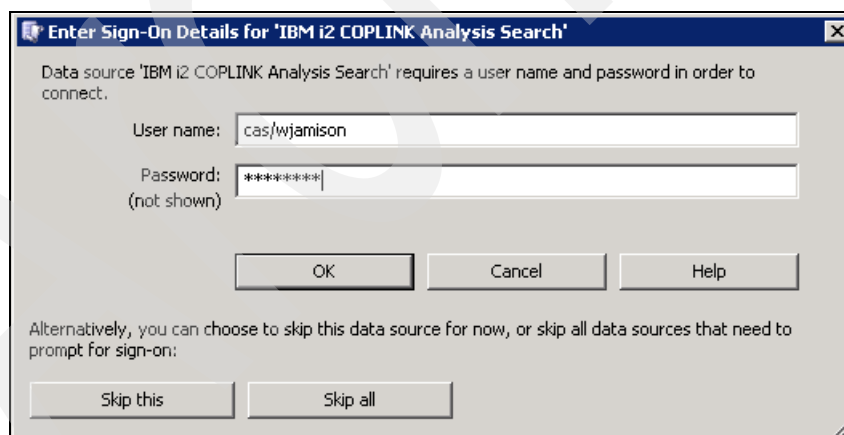 Enter Sign-On Details for 'IBM i2 COPLINK Analysis Search'
Data source 'IBM i2 COPLINK Analysis Search' requires a user name and password in order to
connect.
User name: cas/wjamison
Password: ********
(not shown)
OK Cancel Help
Alternatively, you can choose to skip this data source for now, or skip all data sources that need to
prompt for sign-on:
Skip this Skip all